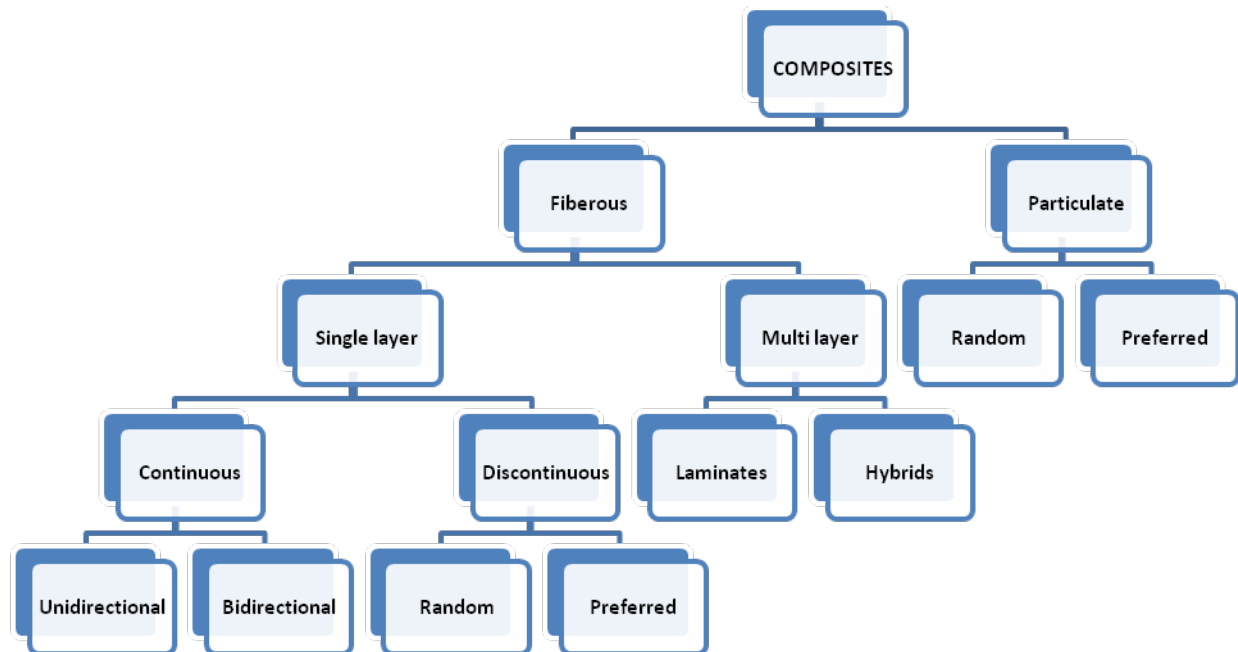 COMPOSITES
Fiberous
Particulate
Single layer
Multi layer
Random
Preferred
Continuous
Discontinuous
Laminates
Hybrids
Unidirectional
Bidirectional
Random
Preferred